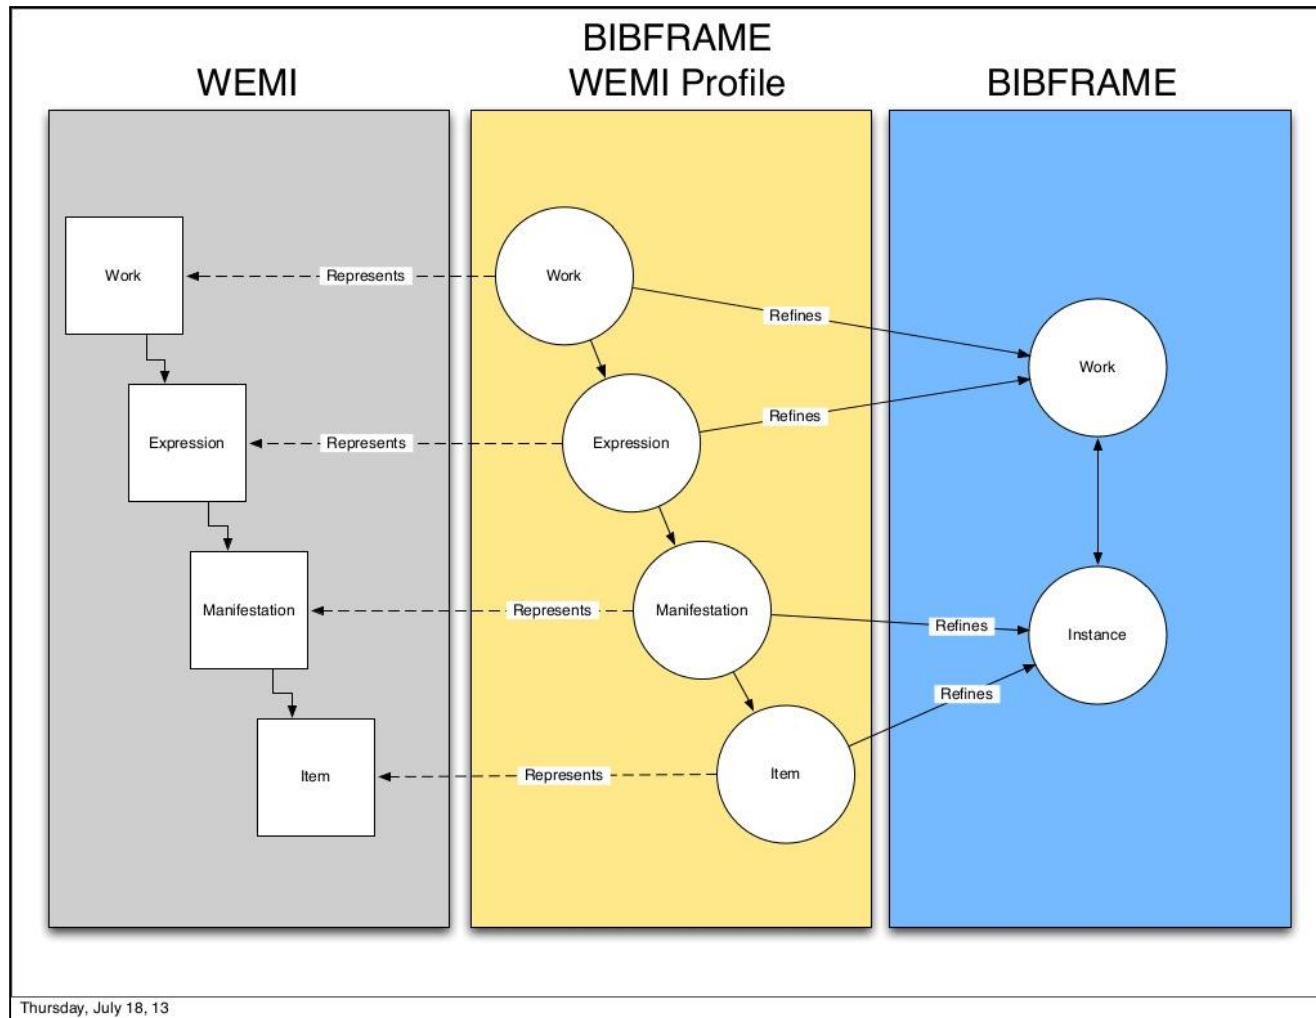 BIBFRAME
WEMI
WEMI Profile
BIBFRAME
Work
Represents
Work
Refines
Work
Expression
Represents
Expression
Refines
Manifestation
Represents
Manifestation
Refines
Instance
Refines
Item
Represents
Item
Thursday, July 18, 13